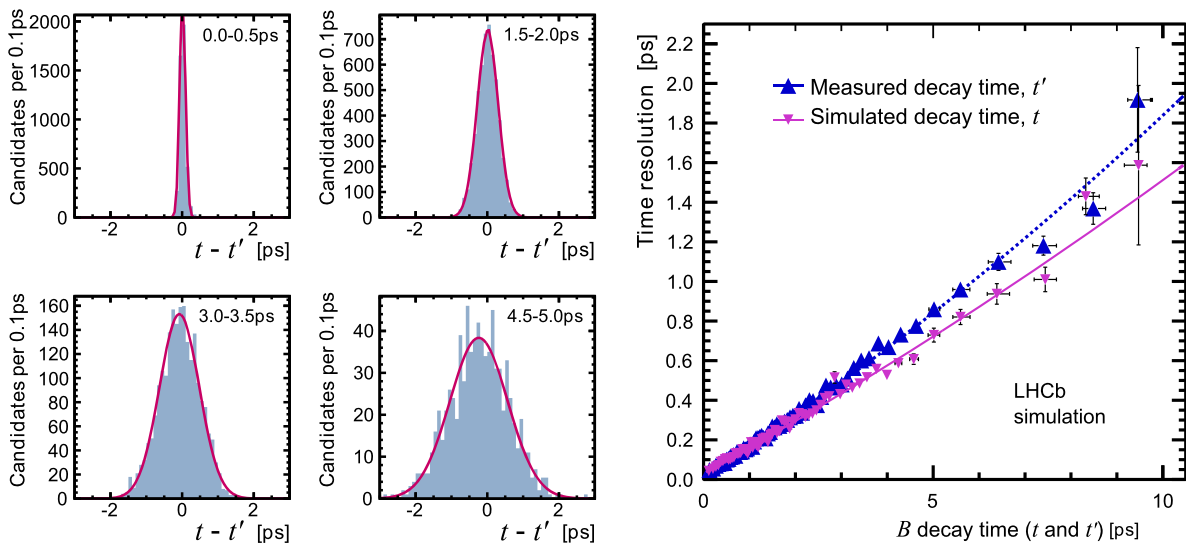 Candidates per 0.1ps
2000
1500
1000
500
0
0.0-0.5ps
-2 0 2
t - t′ [ps]
Candidates per 0.1ps
700
600
500
400
300
200
100
0
1.5-2.0ps
-2 0 2
t - t′ [ps]
Candidates per 0.1ps
160
140
120
100
80
60
40
20
0
3.0-3.5ps
-2 0 2
t - t′ [ps]
Candidates per 0.1ps
40
30
20
10
0
4.5-5.0ps
-2 0 2
t - t′ [ps]
Time resolution [ps]
2.2
2.0
1.8
1.6
1.4
1.2
1.0
0.8
0.6
0.4
0.2
0.0
Measured decay time, t′
Simulated decay time, t
LHCb
simulation
0 5 10
B decay time (t and t′) [ps]